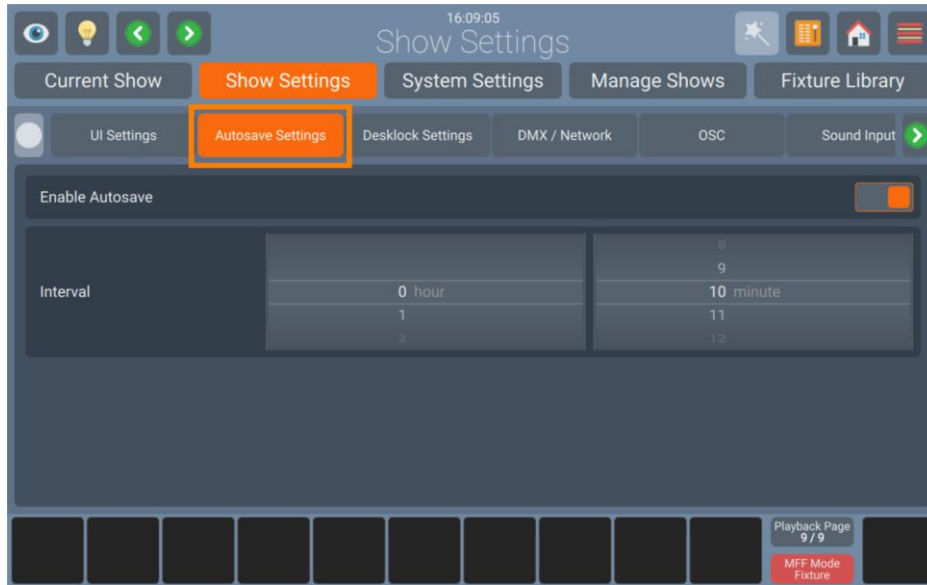 16:09:05
Show Settings
Current Show
Show Settings
System Settings
Manage Shows
Fixture Library
UI Settings
Autosave Settings
Desklock Settings
DMX / Network
OSC
Sound Input
Enable Autosave
8
9
Interval
0 hour
10 minute
1
11
2
12
Playback Page
9 / 9
MFF Mode
Fixture